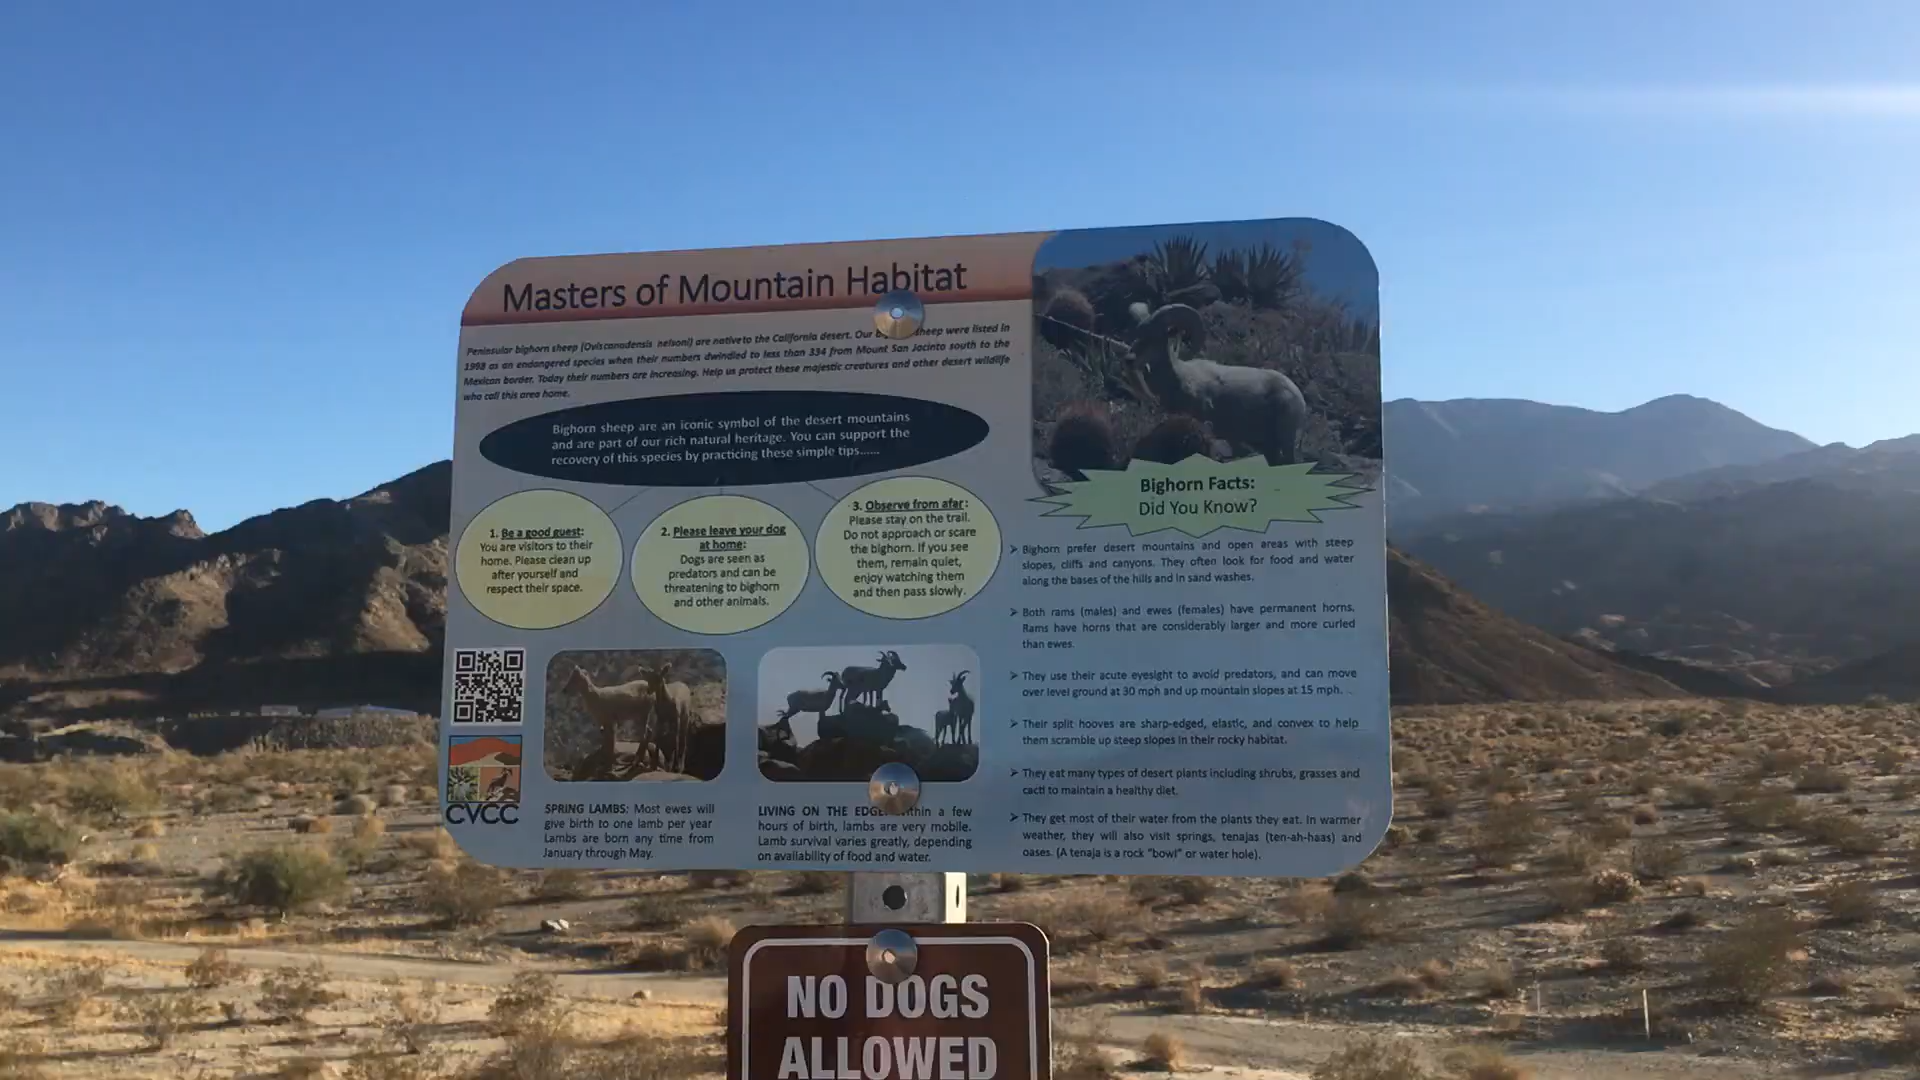 Masters of Mountain Habitat
Peninsular bighorn sheep (Ovis canadensis nelsoni) are native to the California desert. Our sheep were listed in
1998 as an endangered species when their numbers dwindled to less than 334 from Mount San Jacinto south to the
Mexican border. Today their numbers are increasing. Help us protect these majestic creatures and other desert wildlife
who call this area home.
Bighorn sheep are an iconic symbol of the desert mountains
and are part of our rich natural heritage. You can support the
recovery of this species by practicing these simple tips......
1. Be a good guest:
You are visitors to their
home. Please clean up
after yourself and
respect their space.
2. Please leave your dog
at home:
Dogs are seen as
predators and can be
threatening to bighorn
and other animals.
3. Observe from afar:
Please stay on the trail.
Do not approach or scare
the bighorn. If you see
them, remain quiet,
enjoy watching them
and then pass slowly.
CVCC
SPRING LAMBS: Most ewes will
give birth to one lamb per year
Lambs are born any time from
January through May.
LIVING ON THE EDGE: a few
hours of birth, lambs are very mobile.
Lamb survival varies greatly, depending
on availability of food and water.
Bighorn Facts:
Did You Know?
➤ Bighorn prefer desert mountains and open areas with steep
slopes, cliffs and canyons. They often look for food and water
along the bases of the hills and in sand washes.
➤ Both rams (males) and ewes (females) have permanent horns.
Rams have horns that are considerably larger and more curled
than ewes.
➤ They use their acute eyesight to avoid predators, and can move
over level ground at 30 mph and up mountain slopes at 15 mph.
➤ Their split hooves are sharp-edged, elastic, and convex to help
them scramble up steep slopes in their rocky habitat.
➤ They eat many types of desert plants including shrubs, grasses and
cacti to maintain a healthy diet.
➤ They get most of their water from the plants they eat. In warmer
weather, they will also visit springs, tenajas (ten-ah-haas) and
oases. (A tenaja is a rock "bowl" or water hole).
NO DOGS
ALLOWED